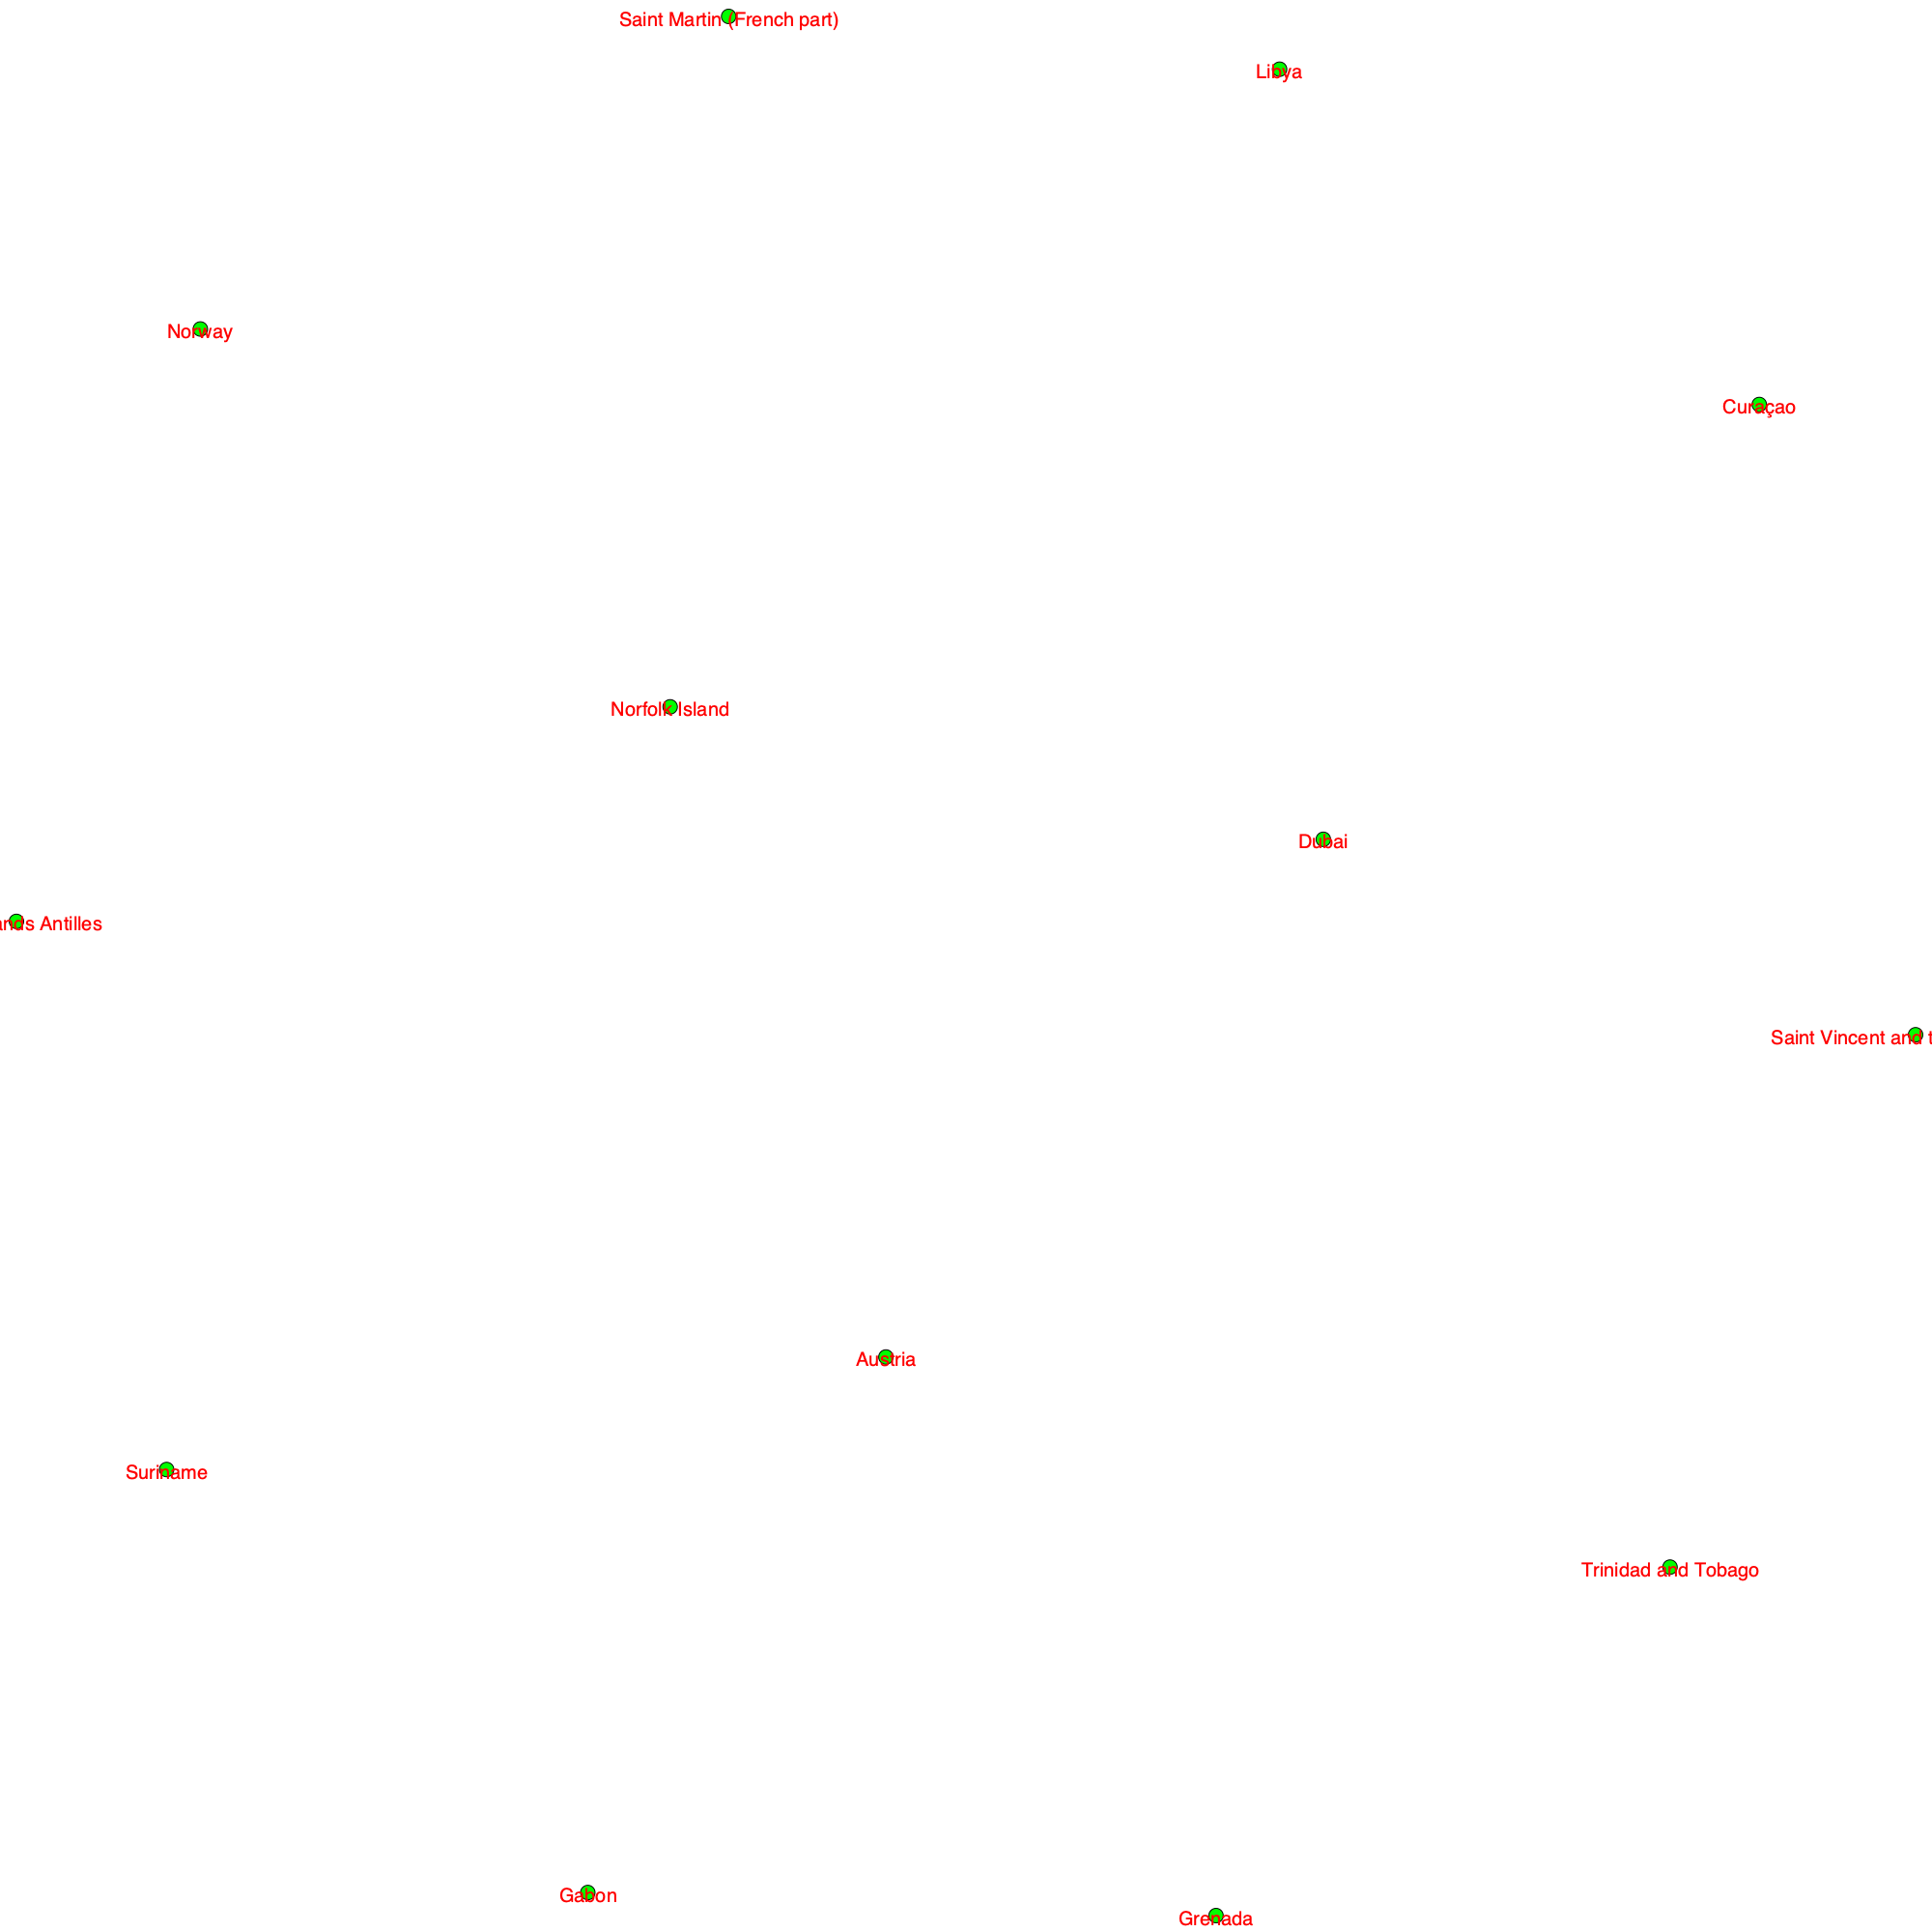 Saint Martin (French part)
Libya
Norway
Curaçao
Norfolk Island
Dubai
Antilles
Saint Vincent and
Austria
Suriname
Trinidad and Tobago
Gabon
Grenada